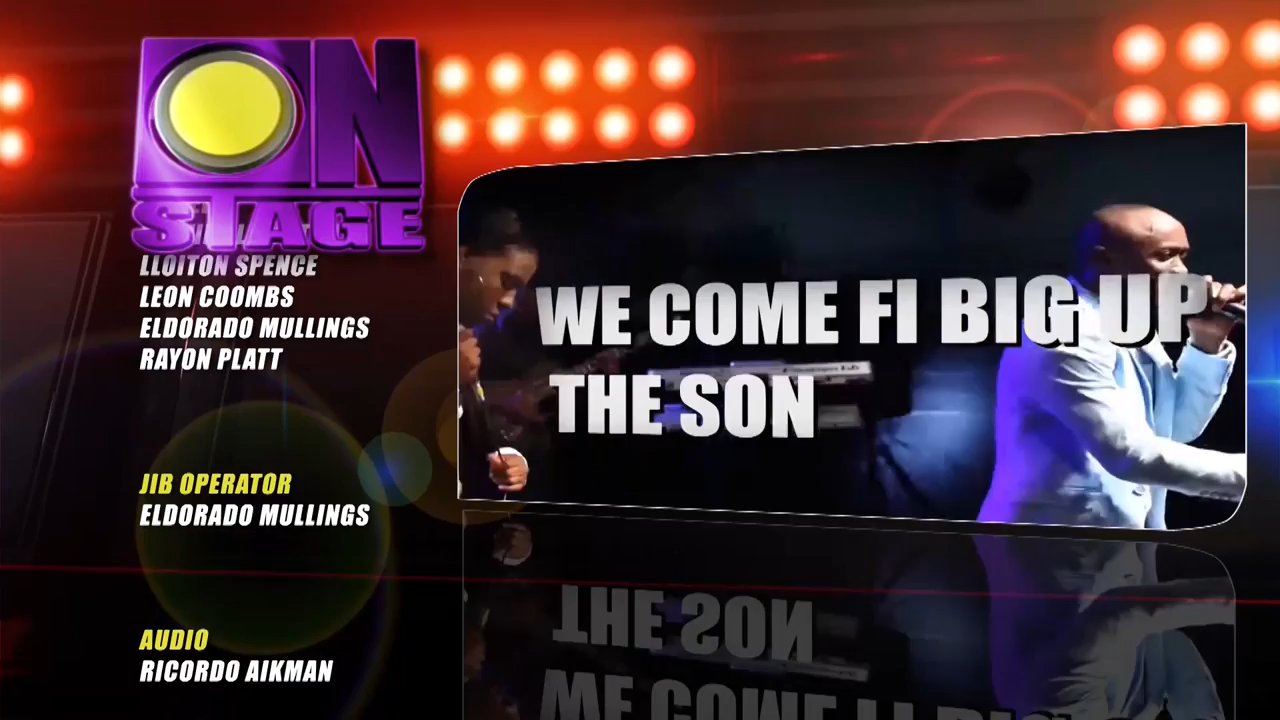 ON
STAGE
LLOITON SPENCE
LEON COOMBS
ELDORADO MULLINGS
RAYON PLATT
JIB OPERATOR
ELDORADO MULLINGS
AUDIO
RICORDO AIKMAN
WE COME FI BIG UP
THE SON